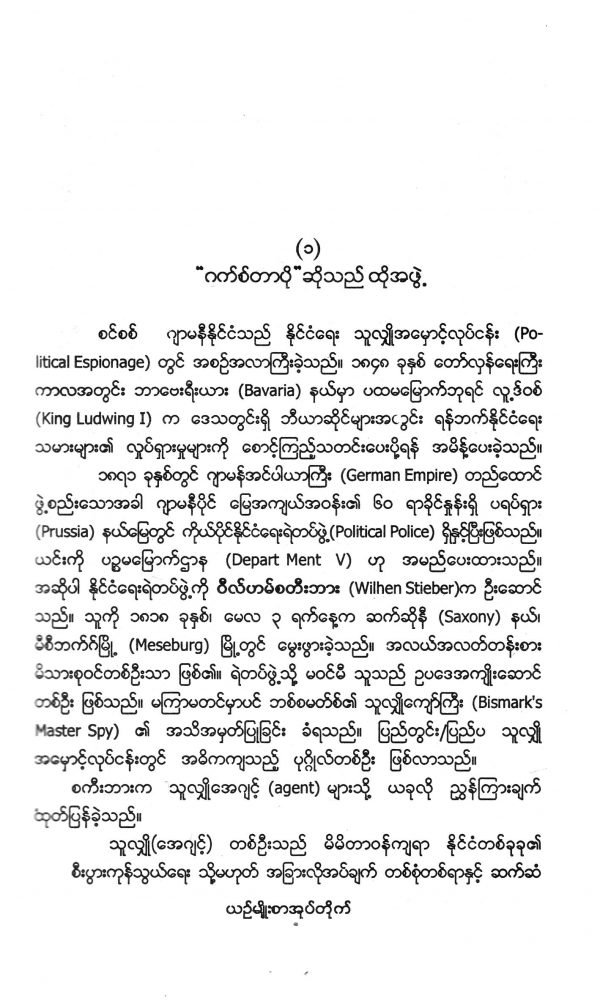 (၁)
"ဂက်စ်တာပို" ဆိုသည် ထိုအဖွဲ့
စင်စစ် ဂျာမနီနိုင်ငံသည် နိုင်ငံရေး သူလျှိုအမှောင့်လုပ်ငန်း (Po-
litical Espionage) တွင် အစဉ်အလာကြီးခဲ့သည်။ ၁၈၄၈ ခုနှစ် တော်လှန်ရေးကြီး
ကာလအတွင်း ဘာဗေးရီးယား (Bavaria) နယ်မှာ ပထမမြောက်ဘုရင် လူ့ဒ်ဝစ်
(King Ludwing I) က ဒေသတွင်းရှိ ဘီယာဆိုင်များအတွင်း ရန်ဘက်နိုင်ငံရေး
သမားများ၏ လှုပ်ရှားမှုများကို စောင့်ကြည့်သတင်းပေးပို့ရန် အမိန့်ပေးခဲ့သည်။
၁၈၇၁ ခုနှစ်တွင် ဂျာမန်အင်ပါယာကြီး (German Empire) တည်ထောင်
ဖွဲ့စည်းသောအခါ ဂျာမနီပိုင် မြေအကျယ်အဝန်း၏ ၆၀ ရာခိုင်နှုန်းရှိ ပရပ်ရှား
(Prussia) နယ်မြေတွင် ကိုယ်ပိုင်နိုင်ငံရေးရဲတပ်ဖွဲ့ (Political Police) ရှိနှင့်ပြီးဖြစ်သည်။
ယင်းကို ပဉ္စမမြောက်ဌာန (Depart Ment V) ဟု အမည်ပေးထားသည်။
အဆိုပါ နိုင်ငံရေးရဲတပ်ဖွဲ့ကို ဝီလ်ဟမ်စတီးဘား (Wilhen Stieber)က ဦးဆောင်
သည်။ သူကို ၁၈၁၈ ခုနှစ်၊ မေလ ၃ ရက်နေ့က ဆက်ဆိုနီ (Saxony) နယ်၊
မီစီဘက်ဂ်မြို့ (Meseburg) မြို့တွင် မွေးဖွားခဲ့သည်။ အလယ်အလတ်တန်းစား
မိသားစုဝင်တစ်ဦးသာ ဖြစ်၏။ ရဲတပ်ဖွဲ့သို့ မဝင်မီ သူသည် ဥပဒေအကျိုးဆောင်
တစ်ဦး ဖြစ်သည်။ မကြာမတင်မှာပင် ဘစ်စမတ်စ်၏ သူလျှိုကျော်ကြီး (Bismark's
Master Spy) ၏ အသိအမှတ်ပြုခြင်း ခံရသည်။ ပြည်တွင်း/ပြည်ပ သူလျှို
အမှောင့်လုပ်ငန်းတွင် အဓိကကျသည့် ပုဂ္ဂိုလ်တစ်ဦး ဖြစ်လာသည်။
စကီးဘားက သူလျှိုအေဂျင့် (agent) များသို့ ယခုလို ညွှန်ကြားချက်
ထုတ်ပြန်ခဲ့သည်။
သူလျှို(အေဂျင့်) တစ်ဦးသည် မိမိတာဝန်ကျရာ နိုင်ငံတစ်ခုခု၏
စီးပွားကုန်သွယ်ရေး သို့မဟုတ် အခြားလိုအပ်ချက် တစ်စုံတစ်ရာနှင့် ဆက်ဆံ
ယဉ်မျိုးစာအုပ်တိုက်